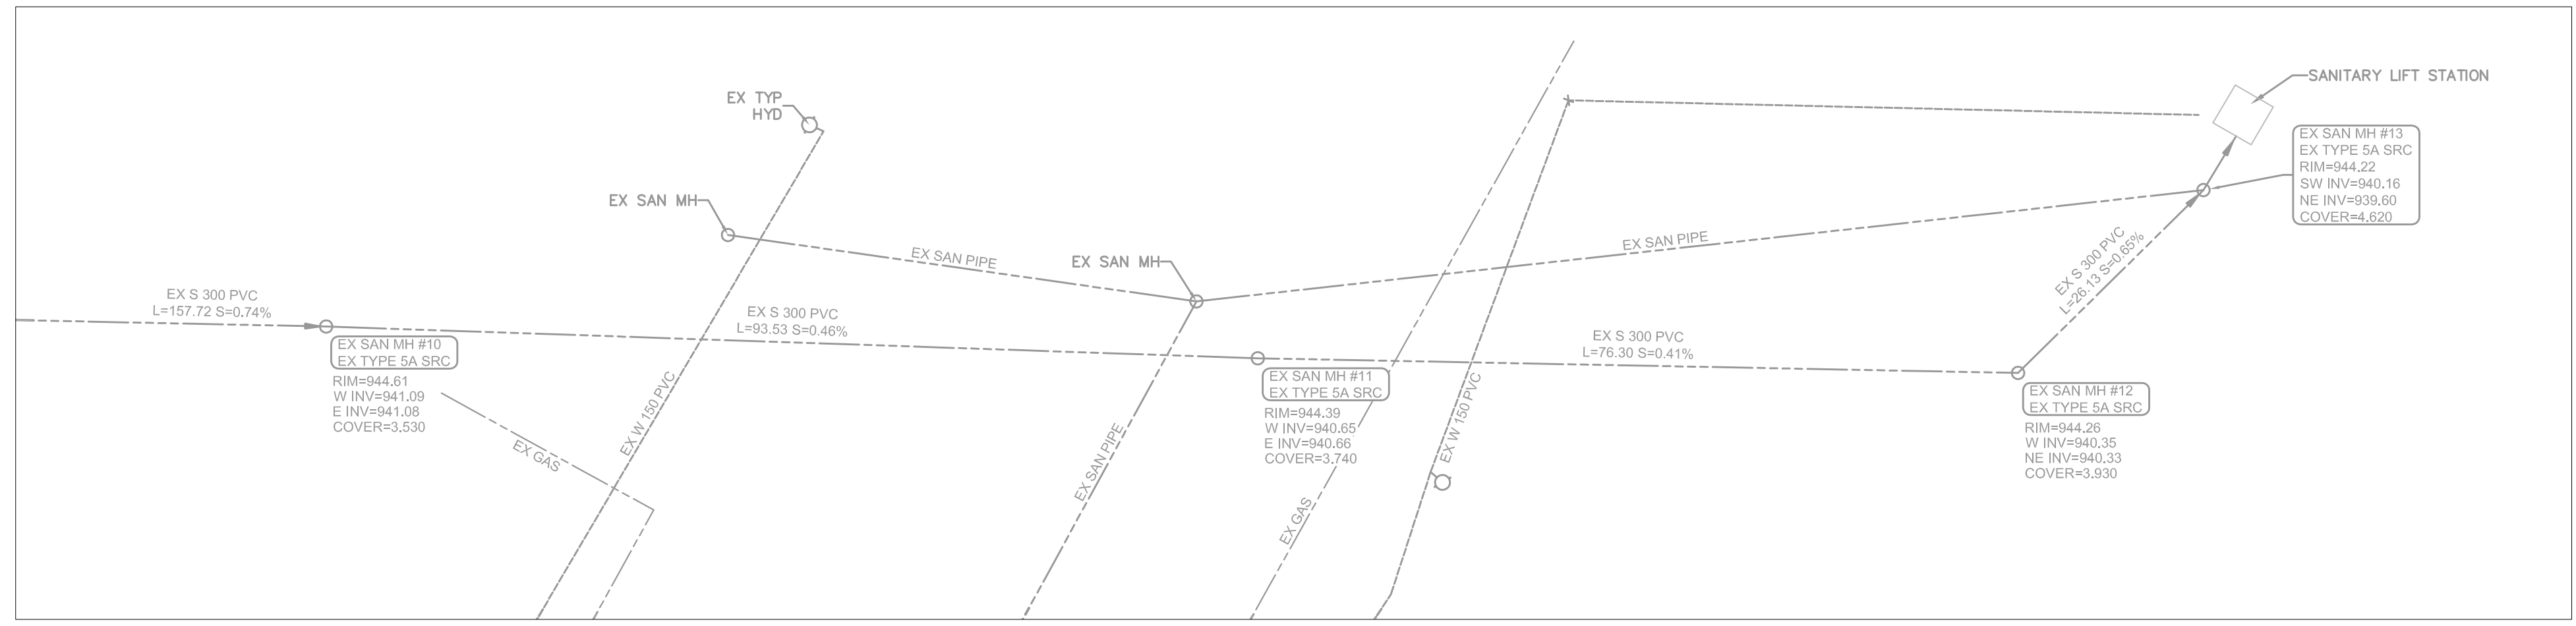 SANITARY LIFT STATION
EX TYP
HYD
EX SAN MH #13
EX TYPE 5A SRC
RIM=944.22
SW INV=940.16
NE INV=939.60
COVER=4.620
EX SAN MH
EX SAN PIPE
EX SAN MH
EX SAN PIPE
EX S 300 PVC
L=26.13 S=0.65%
EX S 300 PVC
L=157.72 S=0.74%
EX S 300 PVC
L=93.53 S=0.46%
EX S 300 PVC
L=76.30 S=0.41%
EX SAN MH #10
EX TYPE 5A SRC
RIM=944.61
W INV=941.09
E INV=941.08
COVER=3.530
EX GAS
EX W 150 PVC
EX SAN PIPE
EX SAN MH #11
EX TYPE 5A SRC
RIM=944.39
W INV=940.65
E INV=940.66
COVER=3.740
EX GAS
EX W 150 PVC
EX SAN MH #12
EX TYPE 5A SRC
RIM=944.26
W INV=940.35
NE INV=940.33
COVER=3.930